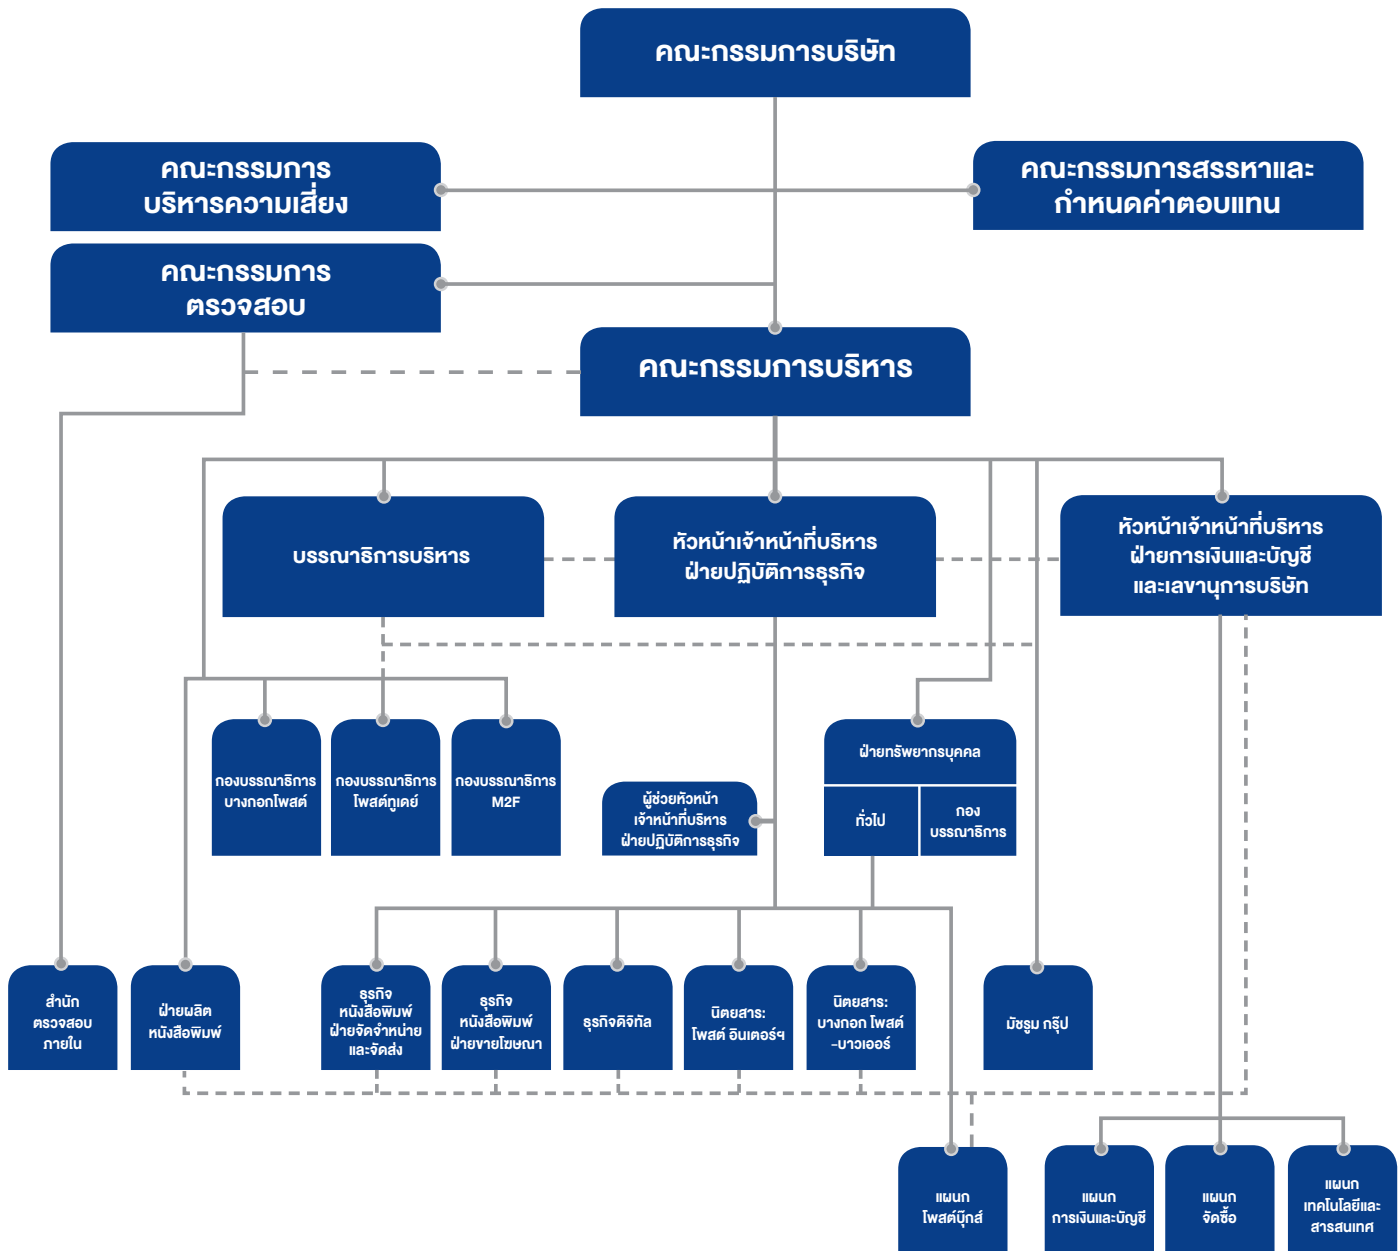 คณะกรรมการบริษัท
คณะกรรมการ
บริหารความเสี่ยง
คณะกรรมการสรรหาและ
กำหนดค่าตอบแทน
คณะกรรมการ
ตรวจสอบ
คณะกรรมการบริหาร
บรรณาธิการบริหาร
หัวหน้าเจ้าหน้าที่บริหาร
ฝ่ายปฏิบัติการธุรกิจ
หัวหน้าเจ้าหน้าที่บริหาร
ฝ่ายการเงินและบัญชี
และเลขานุการบริษัท
กองบรรณาธิการ
บางกอกโพสต์
กองบรรณาธิการ
โพสต์ทูเดย์
กองบรรณาธิการ
M2F
ผู้ช่วยหัวหน้า
เจ้าหน้าที่บริหาร
ฝ่ายปฏิบัติการธุรกิจ
ฝ่ายทรัพยากรบุคคล
ทั่วไป
กอง
บรรณาธิการ
สำนัก
ตรวจสอบ
ภายใน
ฝ่ายผลิต
หนังสือพิมพ์
ธุรกิจ
หนังสือพิมพ์
ฝ่ายจัดจำหน่าย
และจัดส่ง
ธุรกิจ
หนังสือพิมพ์
ฝ่ายขายโฆษณา
ธุรกิจดิจิทัล
นิตยสาร:
โพสต์ อินเตอร์ฯ
นิตยสาร:
บางกอก โพสต์
-บาวเออร์
มัชรูม กรุ๊ป
แผนก
โพสต์บุ๊กส์
แผนก
การเงินและบัญชี
แผนก
จัดซื้อ
แผนก
เทคโนโลยีและ
สารสนเทศ